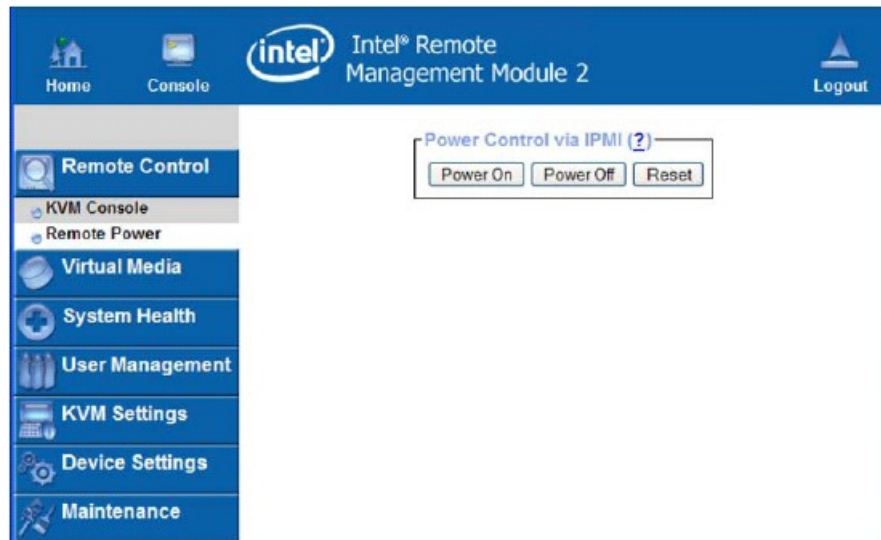 Home
Console
intel® Intel® Remote
Management Module 2
Logout
Power Control via IPMI (?)
Power On Power Off Reset
Remote Control
KVM Console
Remote Power
Virtual Media
System Health
User Management
KVM Settings
Device Settings
Maintenance